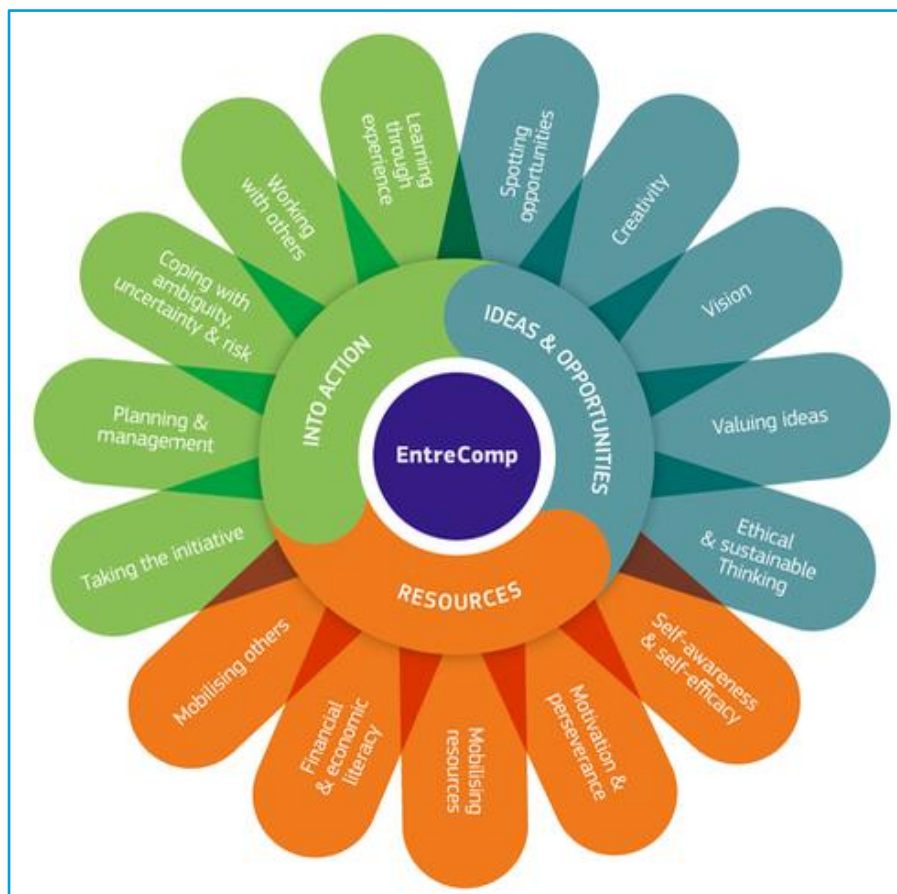 EntreComp
IDEAS & OPPORTUNITIES
Spotting
opportunities
Creativity
Vision
Valuing ideas
Ethical
& sustainable
Thinking
RESOURCES
Self-awareness
& self-efficacy
Motivation &
perseverance
Mobilising
resources
Financial
& economic
literacy
Mobilising others
INTO ACTION
Taking the initiative
Planning &
management
Coping with
ambiguity,
uncertainty & risk
Working
with others
Learning
through
experience